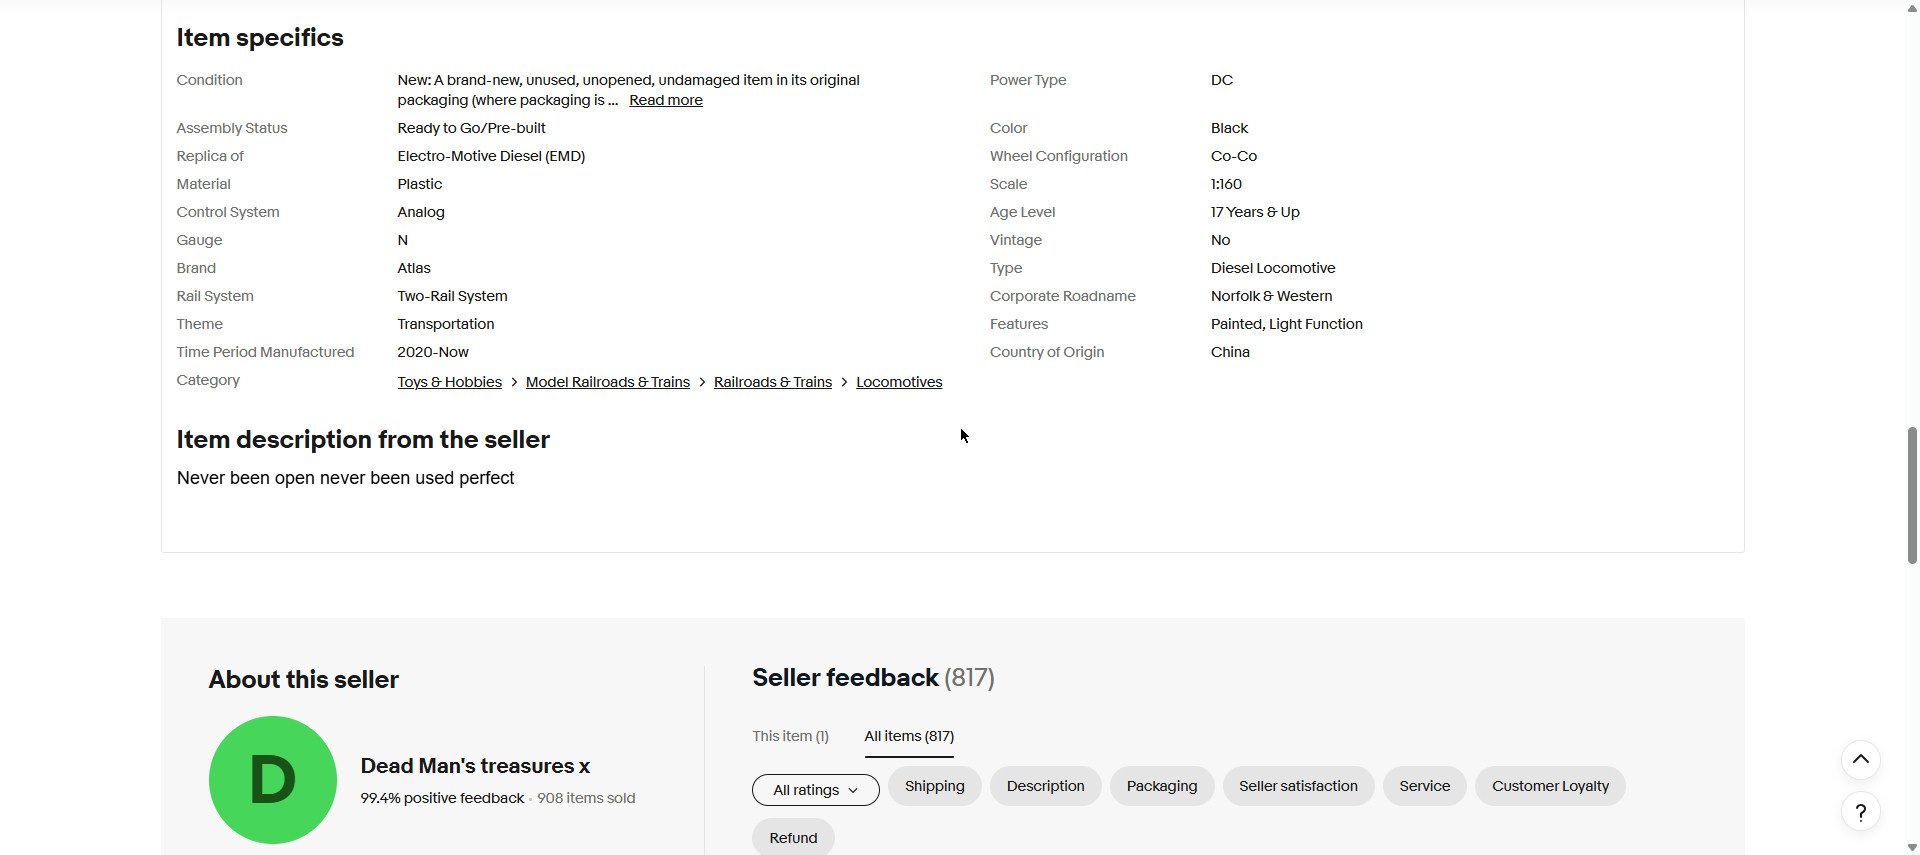 Item specifics
Condition New: A brand-new, unused, unopened, undamaged item in its original packaging (where packaging is ... Read more
Power Type DC
Assembly Status Ready to Go/Pre-built
Color Black
Replica of Electro-Motive Diesel (EMD)
Wheel Configuration Co-Co
Material Plastic
Scale 1:160
Control System Analog
Age Level 17 Years & Up
Gauge N
Vintage No
Brand Atlas
Type Diesel Locomotive
Rail System Two-Rail System
Corporate Roadname Norfolk & Western
Theme Transportation
Features Painted, Light Function
Time Period Manufactured 2020-Now
Country of Origin China
Category Toys & Hobbies > Model Railroads & Trains > Railroads & Trains > Locomotives
Item description from the seller
Never been open never been used perfect
About this seller
D
Dead Man's treasures x
99.4% positive feedback · 908 items sold
Seller feedback (817)
This item (1) All items (817)
All ratings Shipping Description Packaging Seller satisfaction Service Customer Loyalty
Refund
?